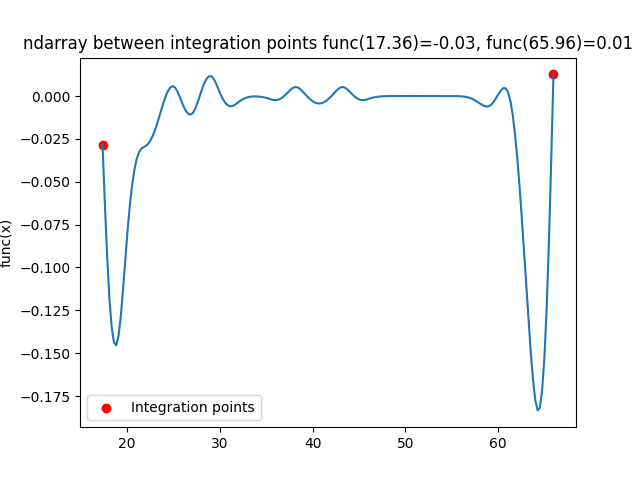 ndarray between integration points func(17.36)=-0.03, func(65.96)=0.01
func(x)
0.000
−0.025
−0.050
−0.075
−0.100
−0.125
−0.150
−0.175
Integration points
20 30 40 50 60